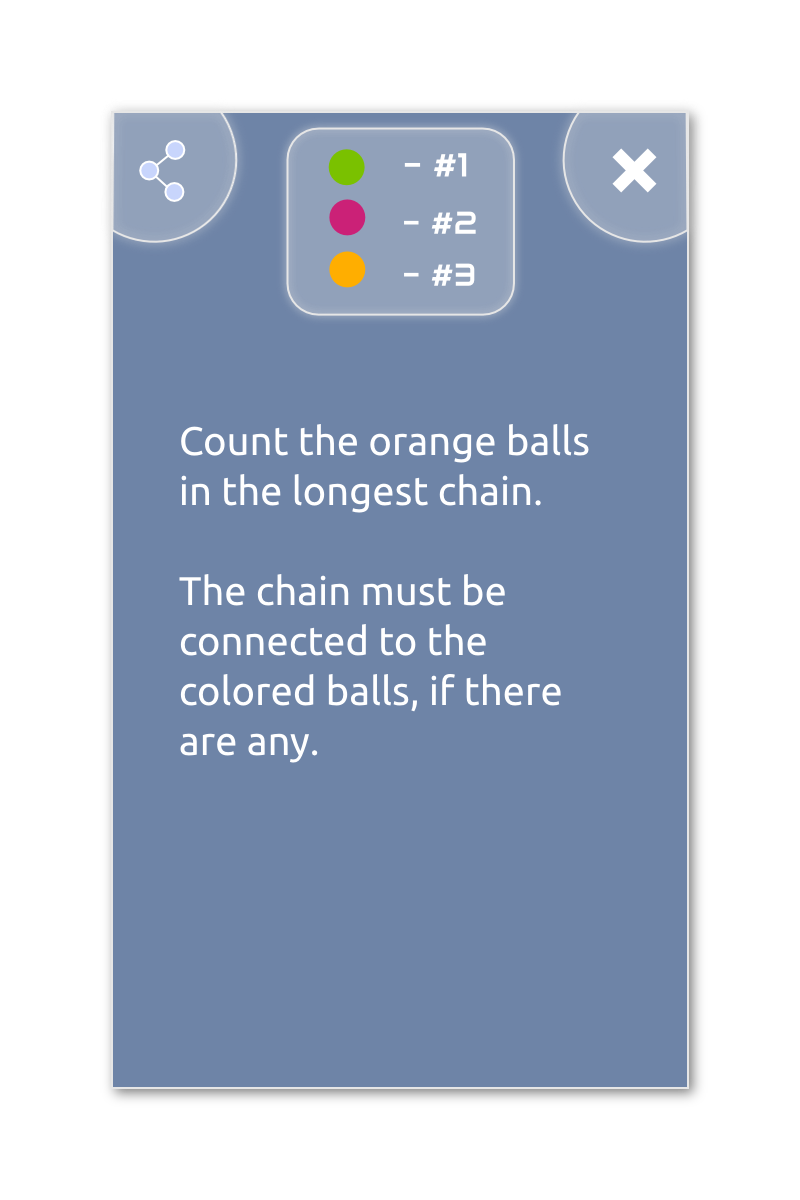 - #1
- #2
- #3
Count the orange balls
in the longest chain.
The chain must be
connected to the
colored balls, if there
are any.